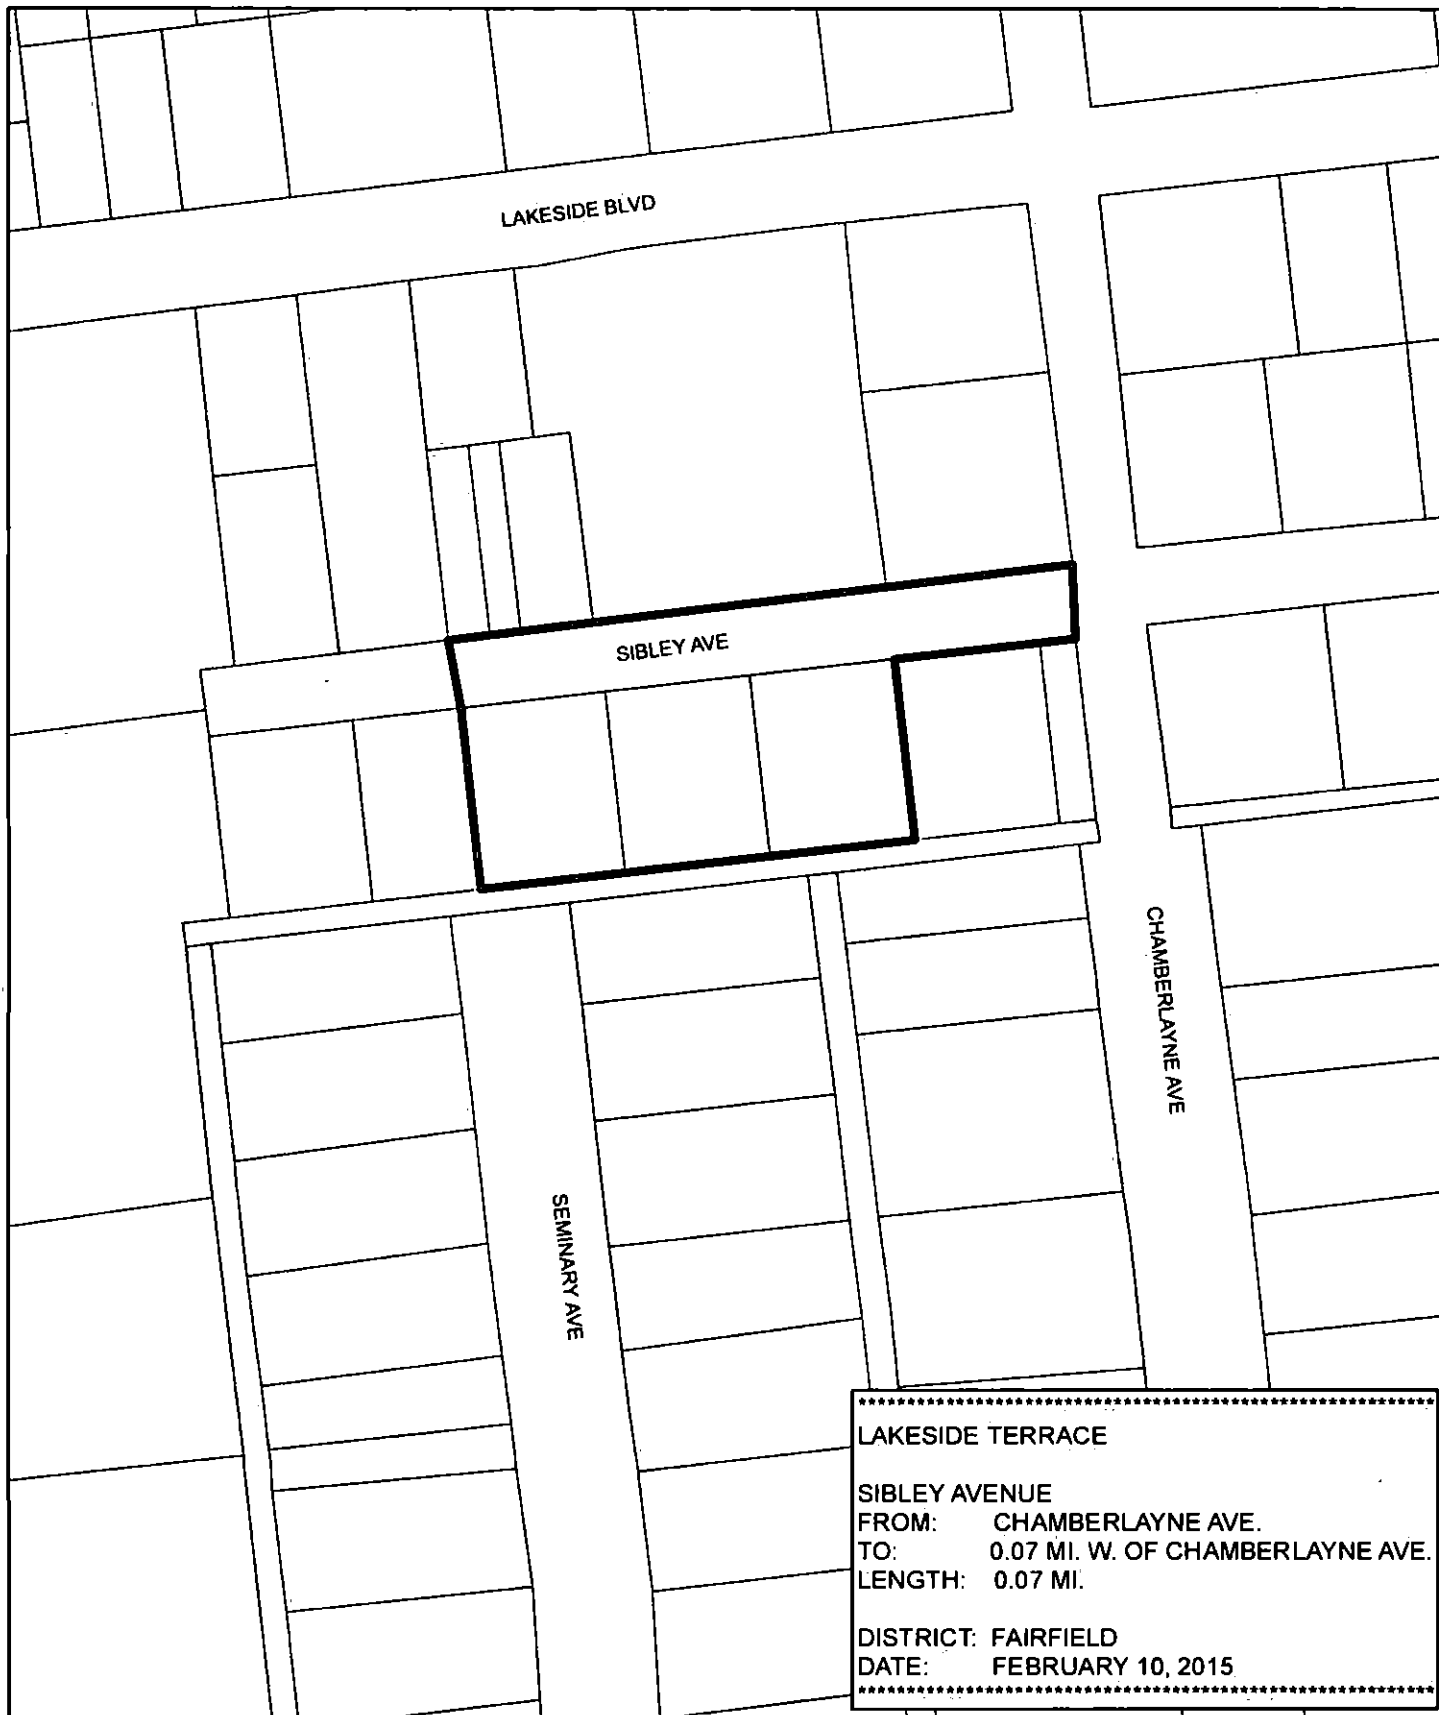 LAKESIDE BLVD
SIBLEY AVE
CHAMBERLAYNE AVE
SEMINARY AVE
****************************************************************
LAKESIDE TERRACE
SIBLEY AVENUE
FROM: CHAMBERLAYNE AVE.
TO: 0.07 MI. W. OF CHAMBERLAYNE AVE.
LENGTH: 0.07 MI.
DISTRICT: FAIRFIELD
DATE: FEBRUARY 10, 2015
****************************************************************